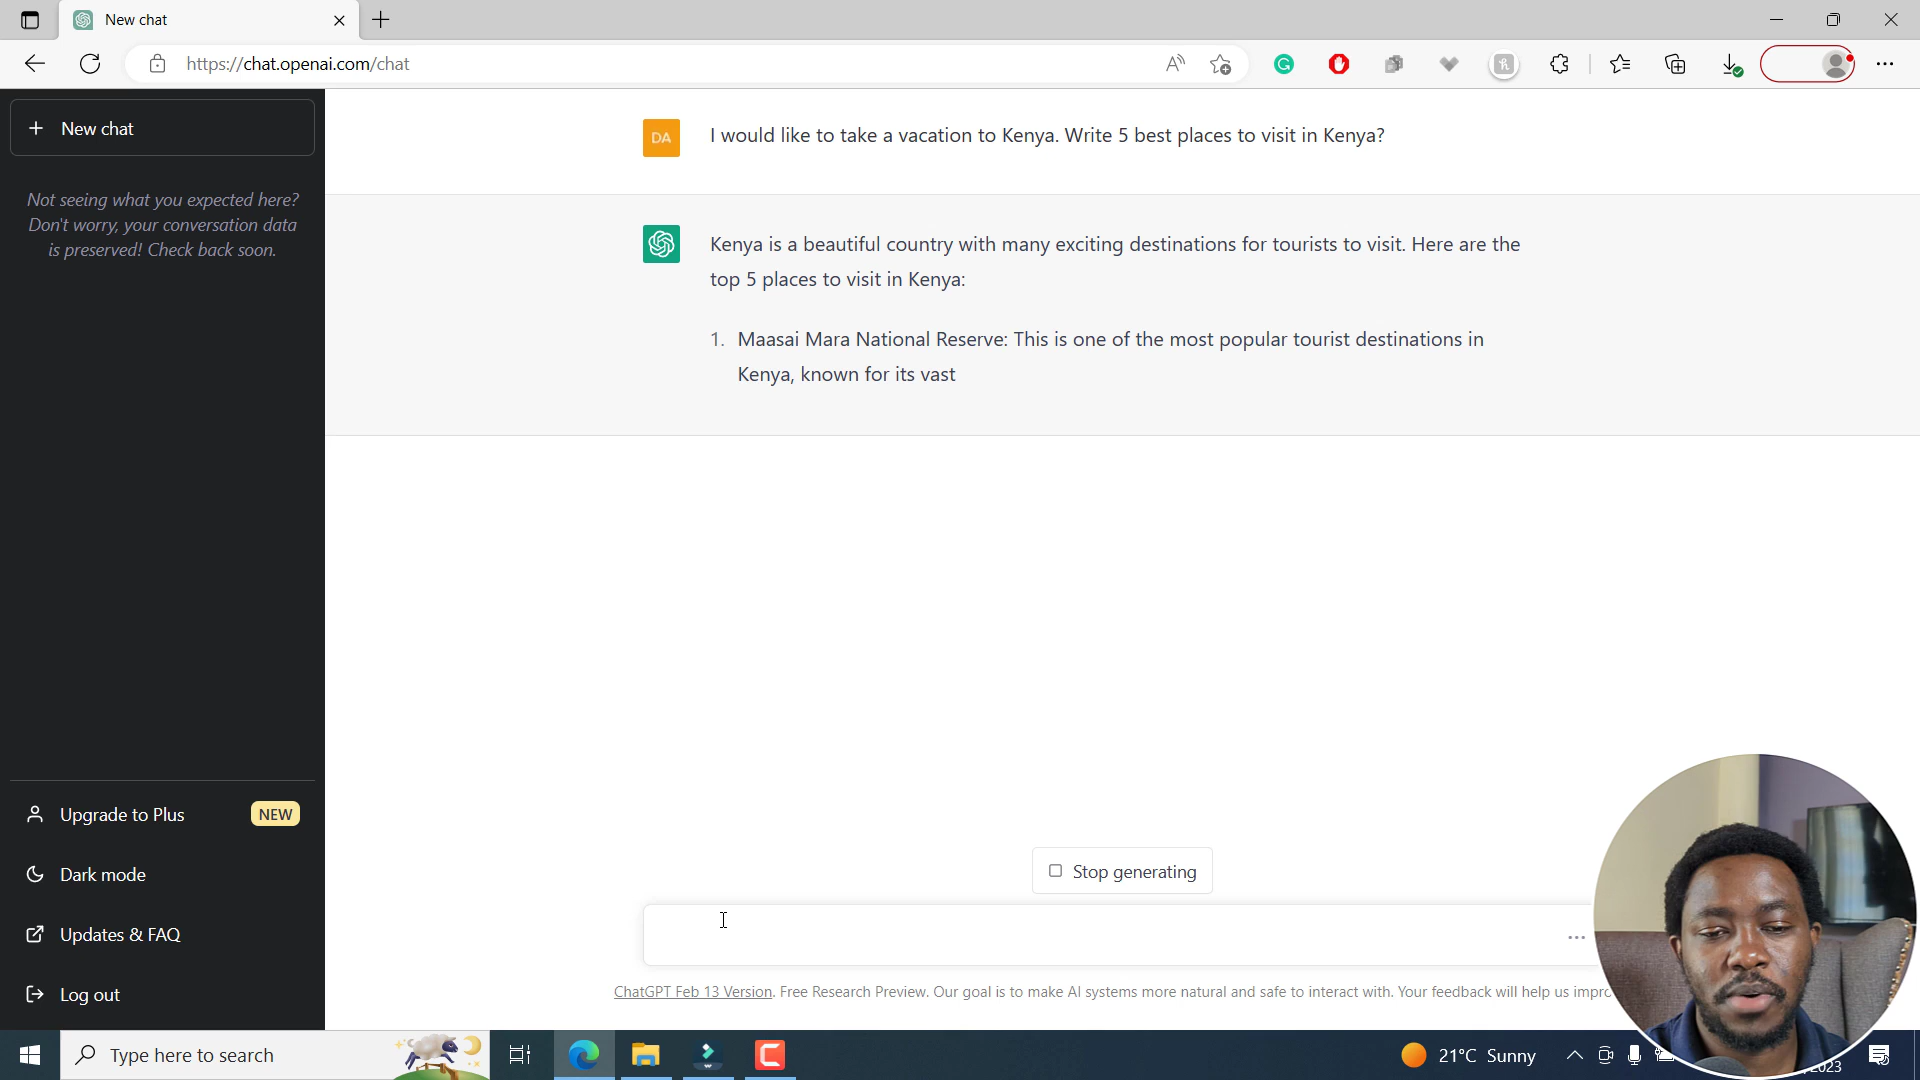 New chat
https://chat.openai.com/chat
New chat
Not seeing what you expected here?
Don't worry, your conversation data
is preserved! Check back soon.
DA
I would like to take a vacation to Kenya. Write 5 best places to visit in Kenya?
Kenya is a beautiful country with many exciting destinations for tourists to visit. Here are the
top 5 places to visit in Kenya:
1. Maasai Mara National Reserve: This is one of the most popular tourist destinations in
Kenya, known for its vast
Upgrade to Plus NEW
Dark mode
Updates & FAQ
Log out
Stop generating
ChatGPT Feb 13 Version. Free Research Preview. Our goal is to make AI systems more natural and safe to interact with. Your feedback will help us
Type here to search
21°C Sunny
2023